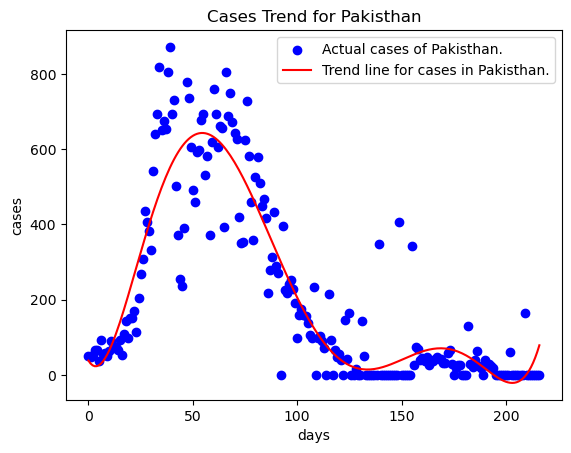 Cases Trend for Pakisthan
Actual cases of Pakisthan.
Trend line for cases in Pakisthan.
cases
800
600
400
200
0
0 50 100 150 200
days